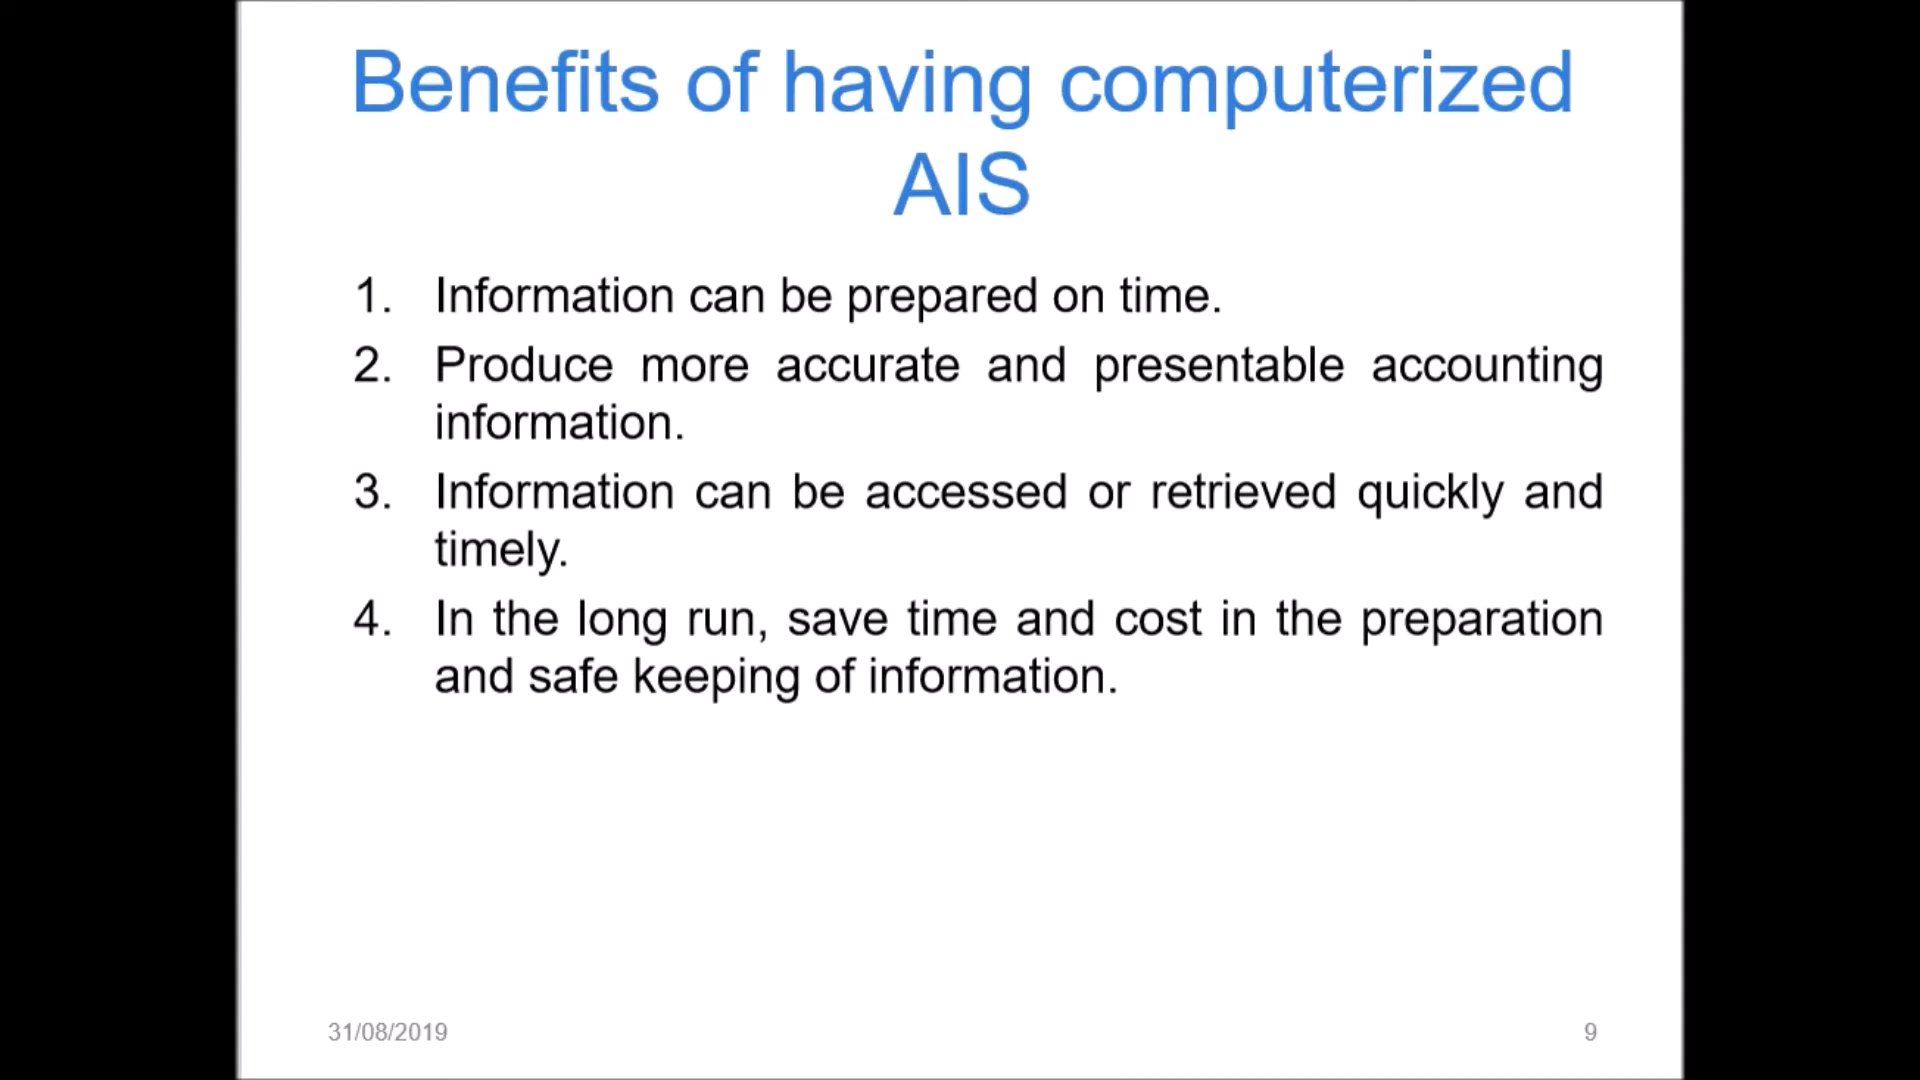 Benefits of having computerized
AIS
1. Information can be prepared on time.
2. Produce more accurate and presentable accounting
information.
3. Information can be accessed or retrieved quickly and
timely.
4. In the long run, save time and cost in the preparation
and safe keeping of information.
31/08/2019
9